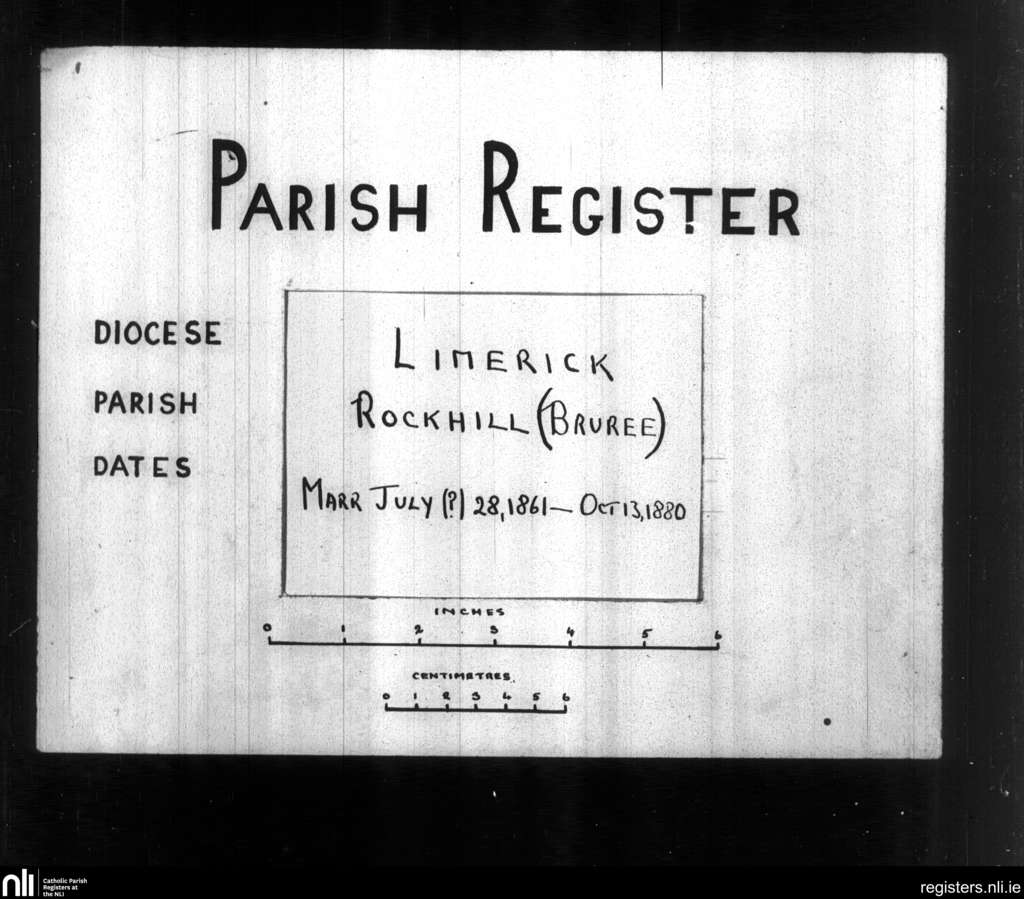 PARISH REGISTER
DIOCESE
LIMERICK
PARISH
ROCKHILL (BRUREE)
DATES
MARR JULY (?) 28, 1861 — OCT 13, 1880
INCHES
0 1 2 3 4 5 6
CENTIMETRES.
0 1 2 3 4 5 6
nli
Catholic Parish
Registers at
the NLI
registers.nli.ie